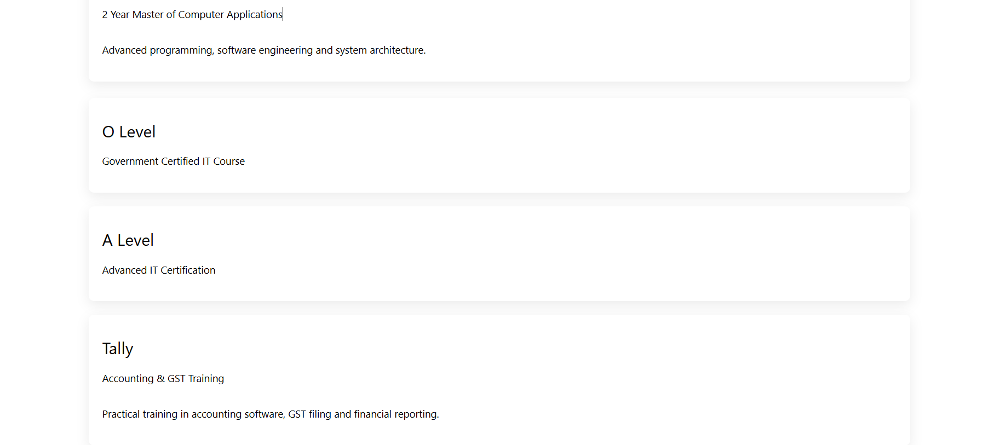 2 Year Master of Computer Applications
Advanced programming, software engineering and system architecture.
O Level
Government Certified IT Course
A Level
Advanced IT Certification
Tally
Accounting & GST Training
Practical training in accounting software, GST filing and financial reporting.